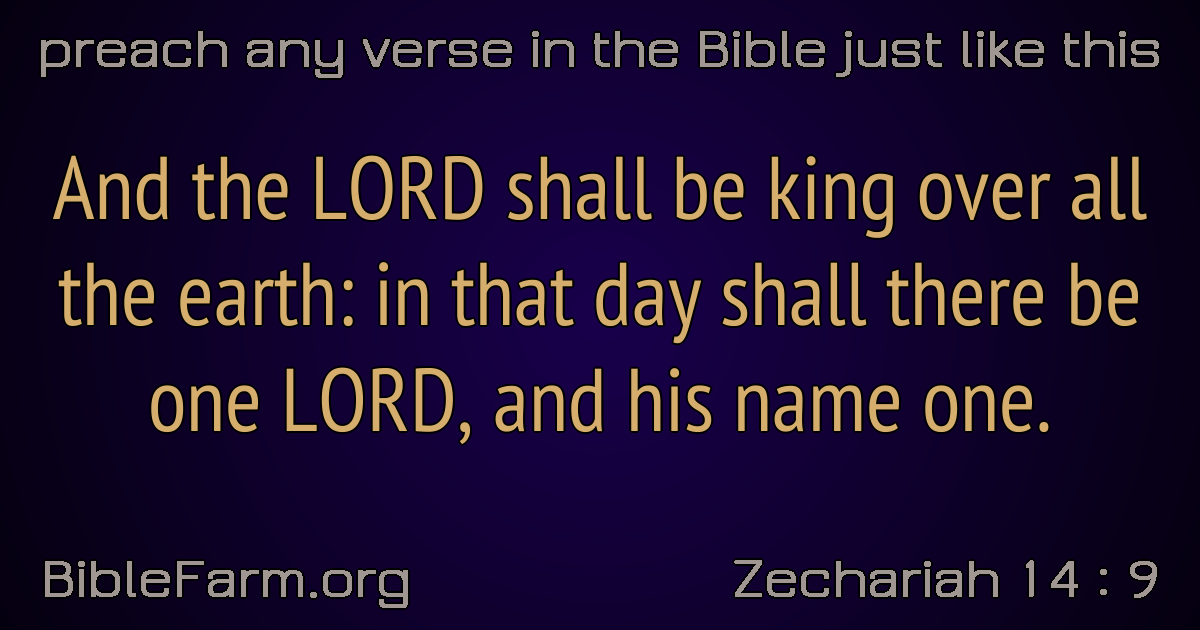 preach any verse in the Bible just like this
And the LORD shall be king over all
the earth: in that day shall there be
one LORD, and his name one.
BibleFarm.org
Zechariah 14 : 9